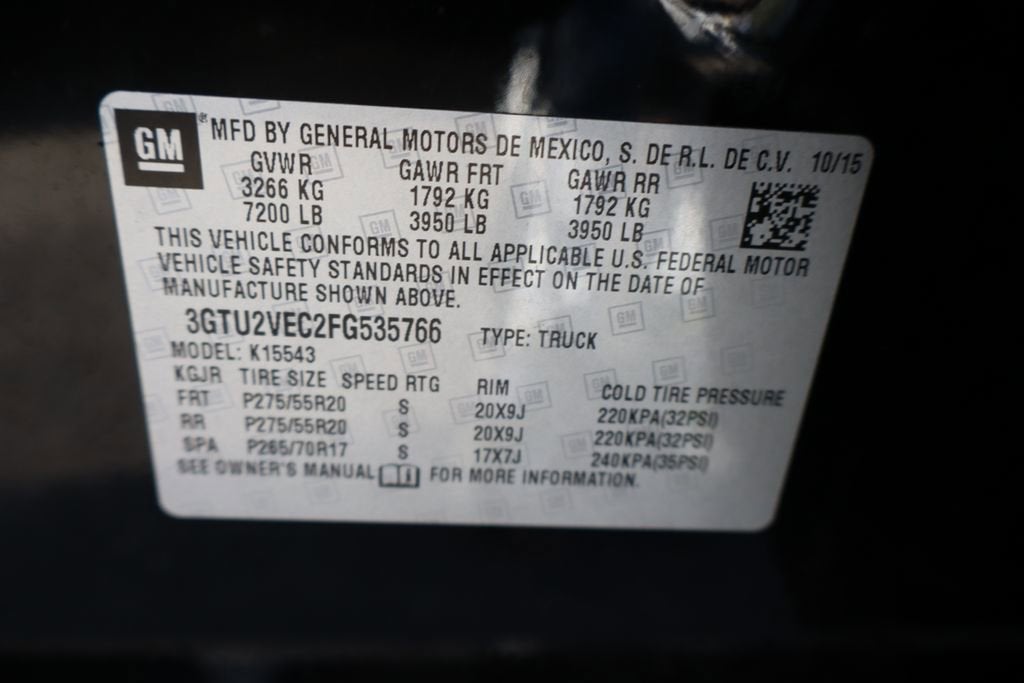 GM ® MFD BY GENERAL MOTORS DE MEXICO, S. DE R.L. DE C.V. 10/15
GVWR GAWR FRT GAWR RR
3266 KG 1792 KG 1792 KG
7200 LB 3950 LB 3950 LB
THIS VEHICLE CONFORMS TO ALL APPLICABLE U.S. FEDERAL MOTOR
VEHICLE SAFETY STANDARDS IN EFFECT ON THE DATE OF
MANUFACTURE SHOWN ABOVE.
3GTU2VEC2FG535766 TYPE: TRUCK
MODEL: K15543
KGJR TIRE SIZE SPEED RTG RIM COLD TIRE PRESSURE
FRT P275/55R20 S 20X9J 220KPA(32PSI)
RR P275/55R20 S 20X9J 220KPA(32PSI)
SPA P265/70R17 S 17X7J 240KPA(35PSI)
SEE OWNER'S MANUAL FOR MORE INFORMATION.